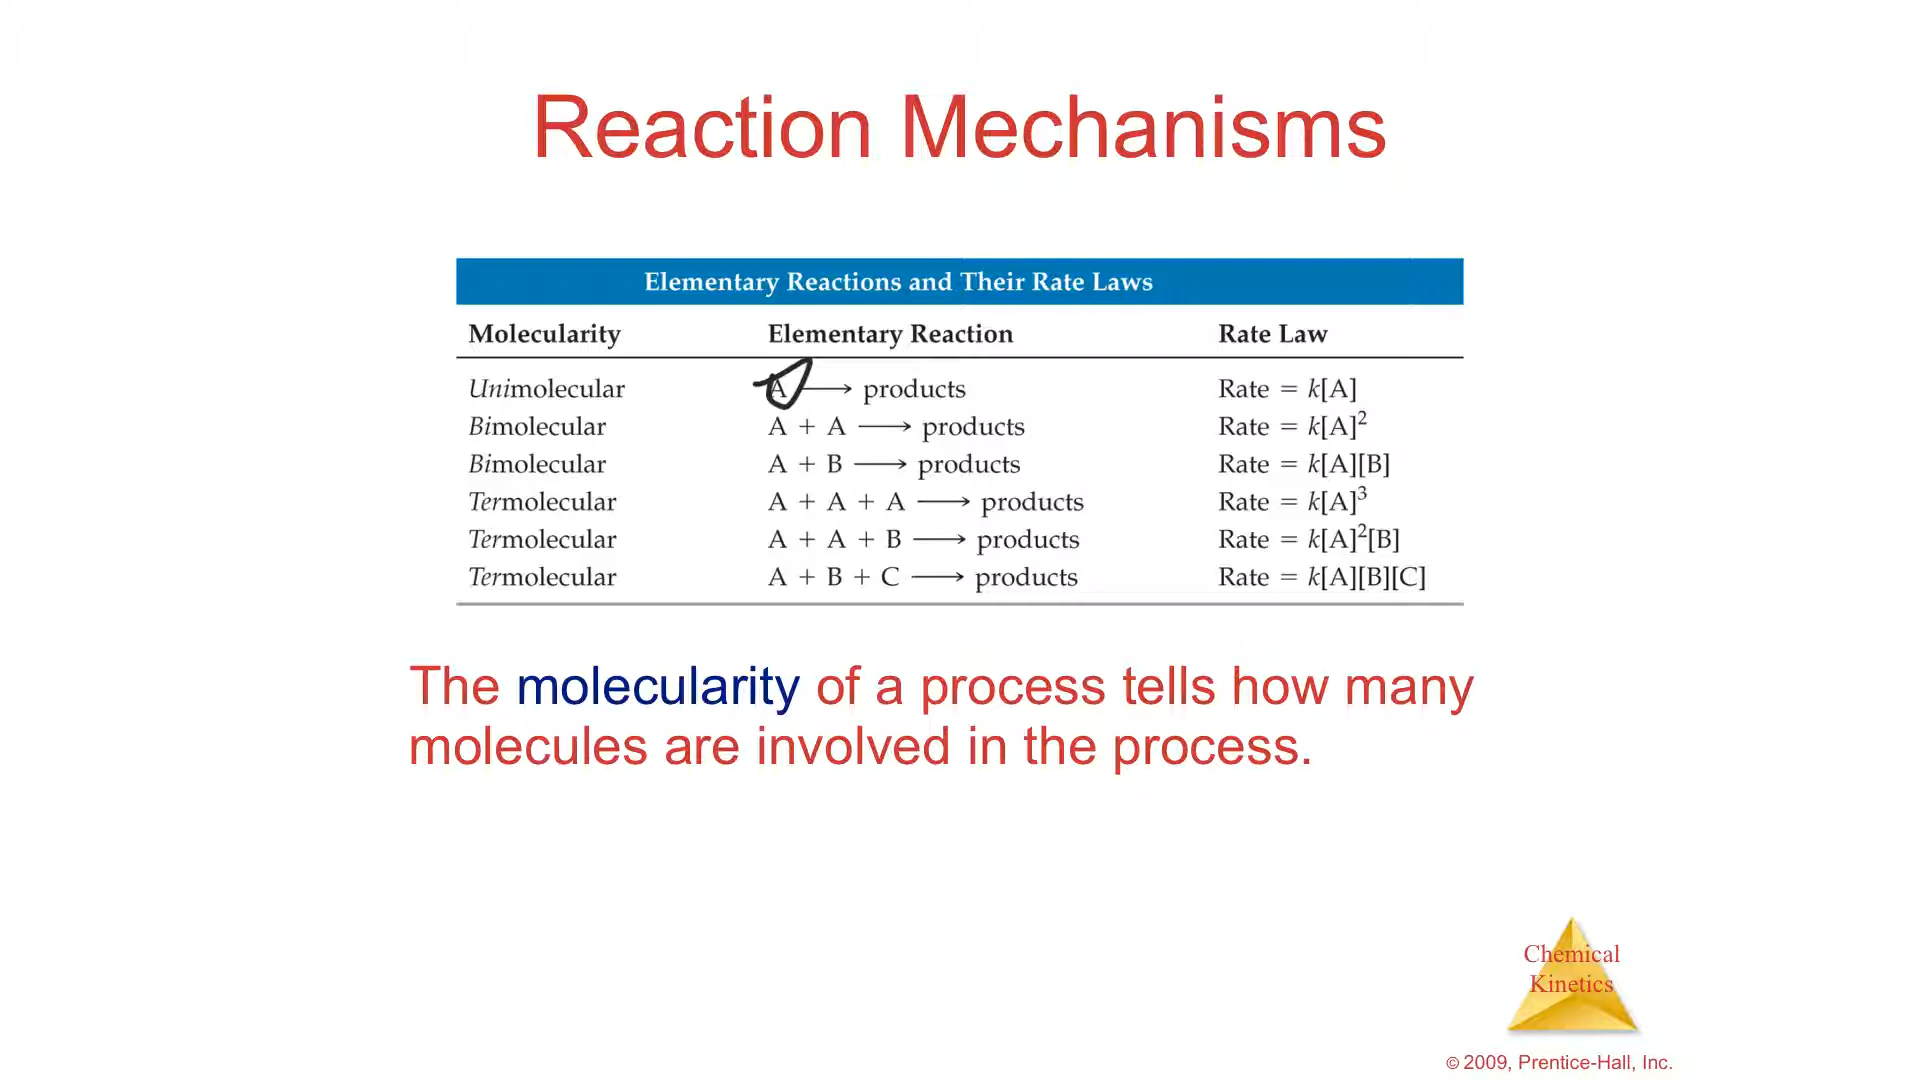 Reaction Mechanisms
Elementary Reactions and Their Rate Laws
Molecularity Elementary Reaction Rate Law
Unimolecular A ⟶ products Rate = k[A]
Bimolecular A + A ⟶ products Rate = k[A]²
Bimolecular A + B ⟶ products Rate = k[A][B]
Termolecular A + A + A ⟶ products Rate = k[A]³
Termolecular A + A + B ⟶ products Rate = k[A]²[B]
Termolecular A + B + C ⟶ products Rate = k[A][B][C]
The molecularity of a process tells how many
molecules are involved in the process.
Chemical
Kinetics
© 2009, Prentice-Hall, Inc.